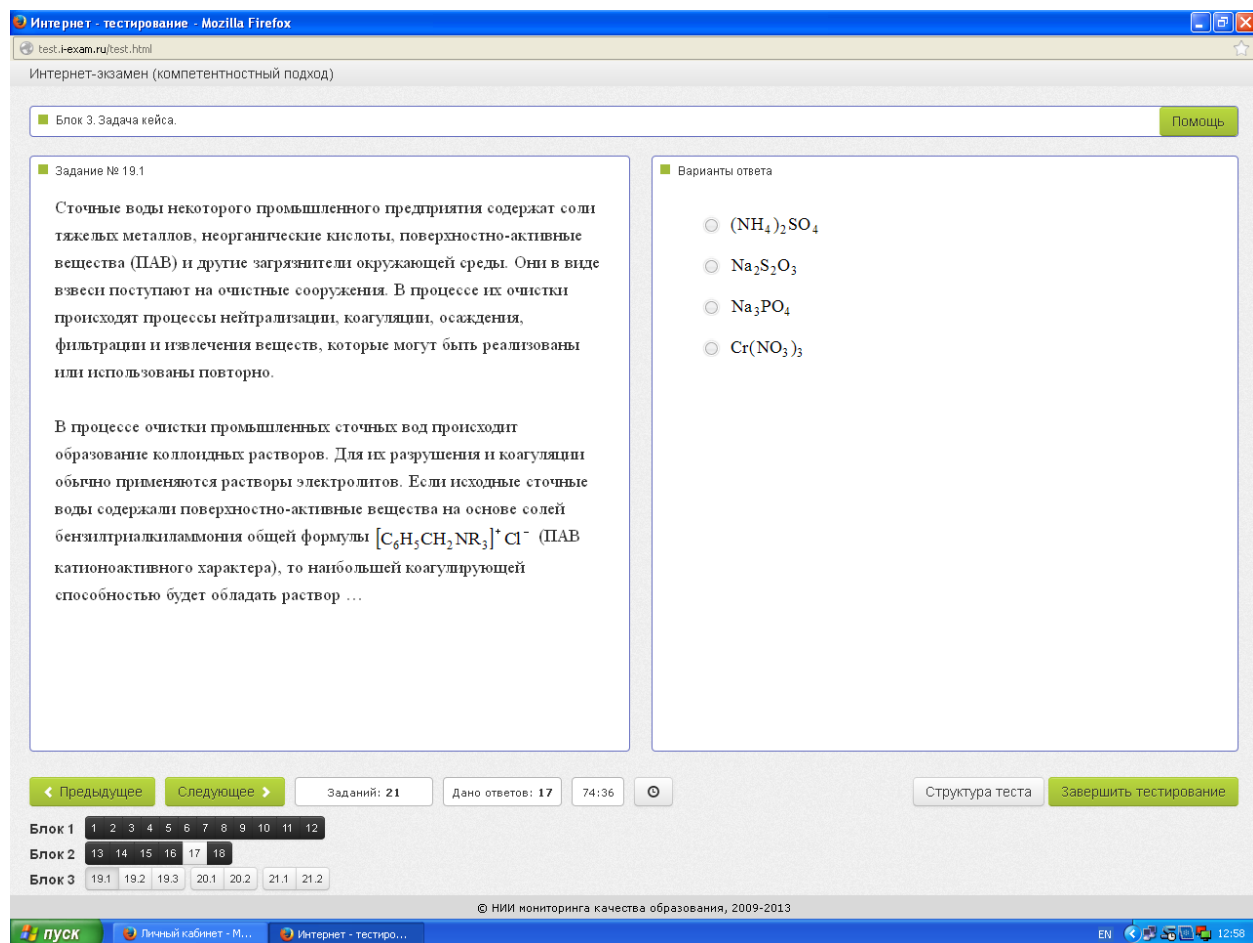 Интернет - тестирование - Mozilla Firefox
test.i-exam.ru/test.html
Интернет-экзамен (компетентностный подход)
Блок 3. Задача кейса.
Помощь
Задание № 19.1
Сточные воды некоторого промышленного предприятия содержат соли
тяжелых металлов, неорганические кислоты, поверхностно-активные
вещества (ПАВ) и другие загрязнители окружающей среды. Они в виде
взвеси поступают на очистные сооружения. В процессе их очистки
происходят процессы нейтрализации, коагуляции, осаждения,
фильтрации и извлечения веществ, которые могут быть реализованы
или использованы повторно.
В процессе очистки промышленных сточных вод происходит
образование коллоидных растворов. Для их разрушения и коагуляции
обычно применяются растворы электролитов. Если исходные сточные
воды содержали поверхностно-активные вещества на основе солей
бензилтриалкиламмония общей формулы [C₆H₅CH₂NR₃]⁺Cl⁻ (ПАВ
катионоактивного характера), то наибольшей коагулирующей
способностью будет обладать раствор …
Варианты ответа
(NH₄)₂SO₄
Na₂S₂O₃
Na₃PO₄
Cr(NO₃)₃
Предыдущее
Следующее
Заданий: 21
Дано ответов: 17
74:36
Структура теста
Завершить тестирование
Блок 1 1 2 3 4 5 6 7 8 9 10 11 12
Блок 2 13 14 15 16 17 18
Блок 3 19.1 19.2 19.3 20.1 20.2 21.1 21.2
© НИИ мониторинга качества образования, 2009-2013
пуск
Личный кабинет - M...
Интернет - тестиро...
EN
12:58